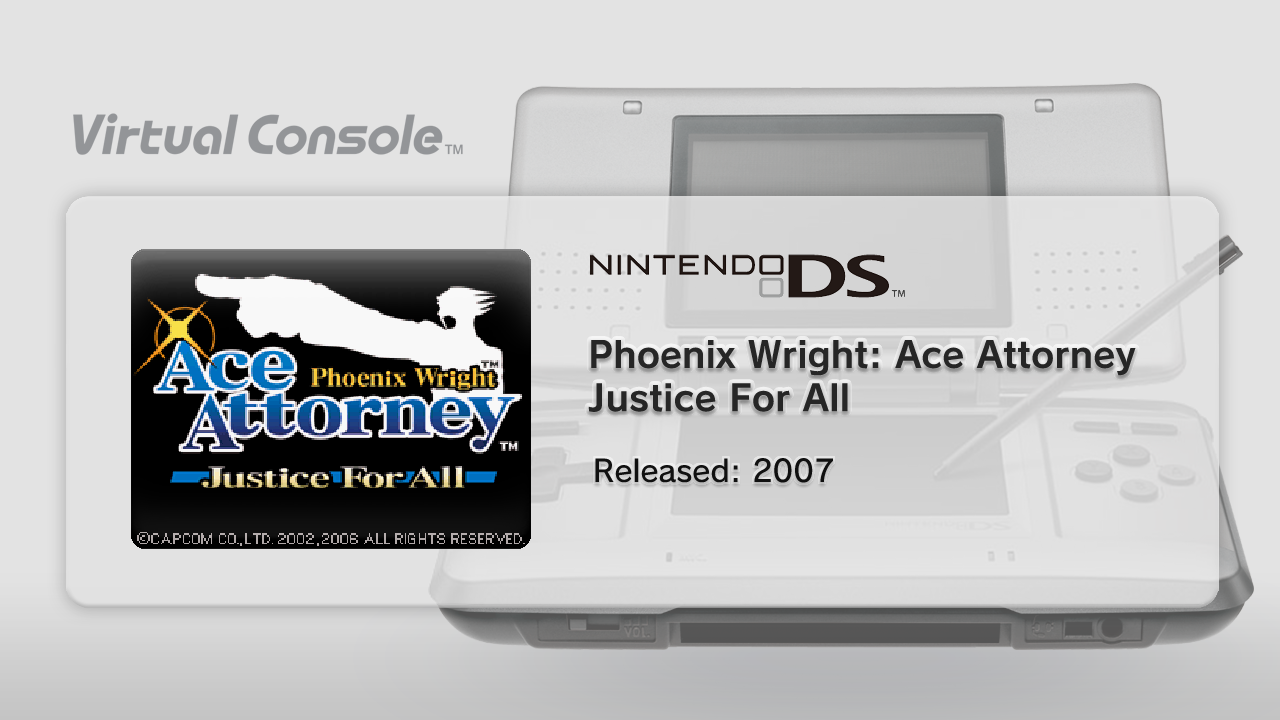 Virtual Console™
NINTENDO DS™
Phoenix Wright: Ace Attorney
Justice For All
Released: 2007
Ace
Phoenix Wright™
Attorney™
Justice For All
©CAPCOM CO.,LTD. 2002,2006 ALL RIGHTS RESERVED.
VOL.